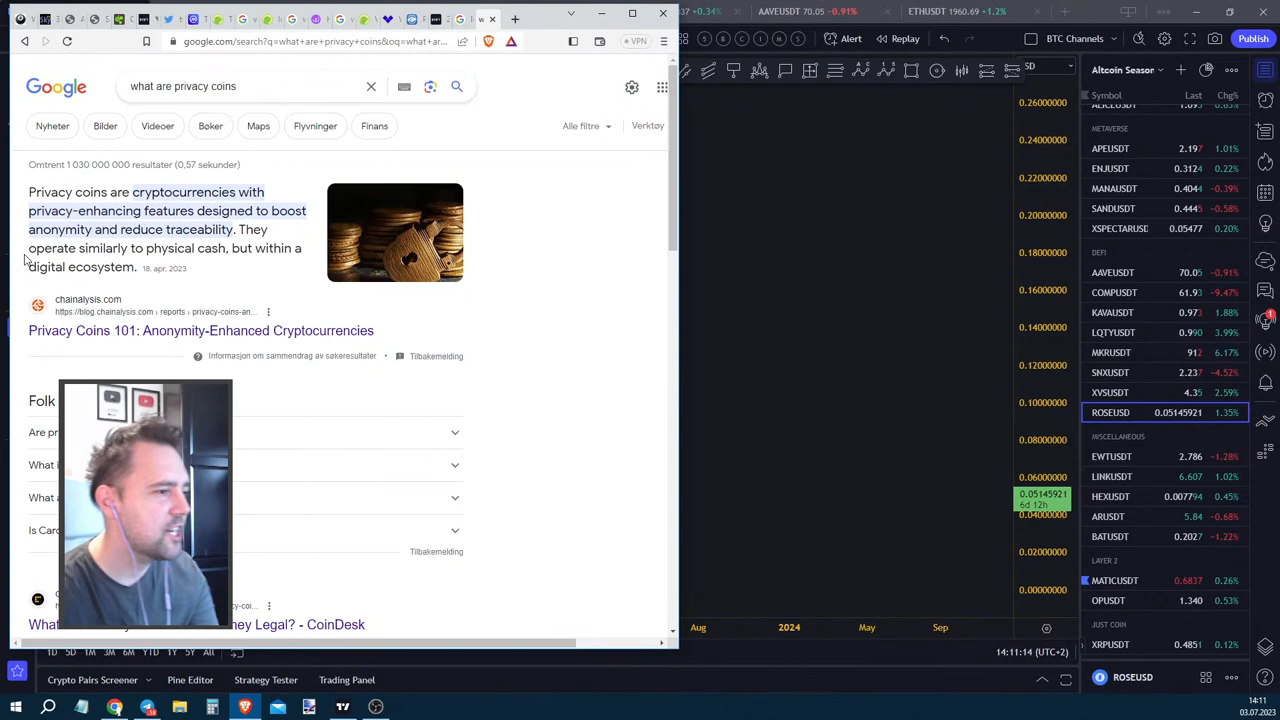 google.com/search?q=what+are+privacy+coins&oq=what+ar...
VPN
37 +0.34%
AAVEUSDT 70.05 -0.91%
ETHUSDT 1960.69 +1.2%
B C I M S
Alert
Replay
BTC Channels
Publish
Google
what are privacy coins
Nyheter
Bilder
Videoer
Bøker
Maps
Flyvninger
Finans
Alle filtre
Verktøy
Omtrent 1 030 000 000 resultater (0,57 sekunder)
Privacy coins are cryptocurrencies with
privacy-enhancing features designed to boost
anonymity and reduce traceability. They
operate similarly to physical cash, but within a
digital ecosystem. 18. apr. 2023
chainalysis.com
https://blog.chainalysis.com › reports › privacy-coins-an...
Privacy Coins 101: Anonymity-Enhanced Cryptocurrencies
Informasjon om sammendrag av søkeresultater • Tilbakemelding
Folk
Are pr
What i
What a
Is Card
Tilbakemelding
Money Legal? - CoinDesk
SD
0.26000000
0.24000000
0.22000000
0.20000000
0.18000000
0.16000000
0.14000000
0.12000000
0.10000000
0.08000000
0.06000000
0.05145921
6d 12h
0.04000000
0.02000000
0.00000000
Aug 2024 May Sep
1D 5D 1M 3M 6M YTD 1Y 5Y All
14:11:14 (UTC+2)
Crypto Pairs Screener
Pine Editor
Strategy Tester
Trading Panel
Altcoin Season
Symbol Last Chg%
METAVERSE
APEUSDT 2.197 1.01%
ENJUSDT 0.3124 0.22%
MANAUSDT 0.4044 -0.39%
SANDUSDT 0.4445 -0.58%
XSPECTARUSD 0.05477 0.20%
DEFI
AAVEUSDT 70.05 -0.91%
COMPUSDT 61.93 -9.47%
KAVAUSDT 0.973 1.88%
LQTYUSDT 0.990 3.99%
MKRUSDT 912 6.17%
SNXUSDT 2.237 -4.52%
XVSUSDT 4.35 2.59%
ROSEUSD 0.05145921 1.35%
MISCELLANEOUS
EWTUSDT 2.786 -1.28%
LINKUSDT 6.607 1.02%
HEXUSDT 0.007794 0.45%
ARUSDT 5.84 -0.68%
BATUSDT 0.2027 -1.22%
LAYER 2
MATICUSDT 0.6837 0.26%
OPUSDT 1.340 0.53%
JUST COIN
XRPUSDT 0.4851 0.12%
ROSEUSD
14:11
03.07.2023